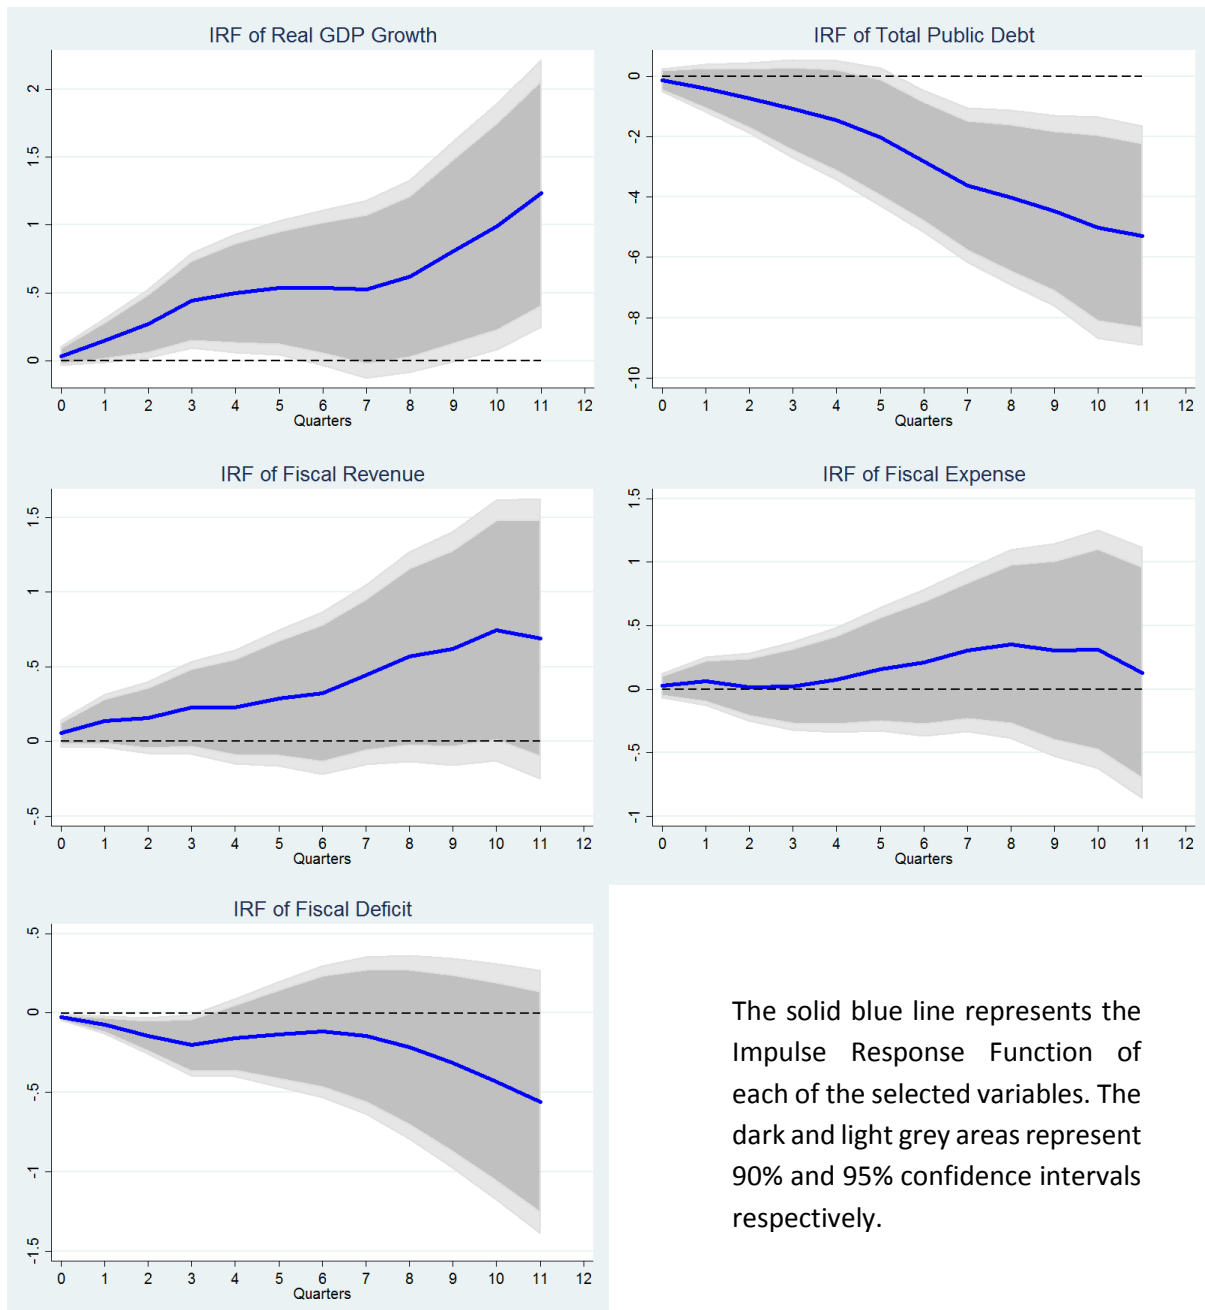 IRF of Real GDP Growth
2
1.5
1
.5
0
0 1 2 3 4 5 6 7 8 9 10 11 12
Quarters
IRF of Total Public Debt
0
-2
-4
-6
-8
-10
0 1 2 3 4 5 6 7 8 9 10 11 12
Quarters
IRF of Fiscal Revenue
1.5
1
.5
0
-.5
0 1 2 3 4 5 6 7 8 9 10 11 12
Quarters
IRF of Fiscal Expense
1.5
1
.5
0
-.5
-1
0 1 2 3 4 5 6 7 8 9 10 11 12
Quarters
IRF of Fiscal Deficit
.5
0
-.5
-1
-1.5
0 1 2 3 4 5 6 7 8 9 10 11 12
Quarters
The solid blue line represents the
Impulse Response Function of
each of the selected variables. The
dark and light grey areas represent
90% and 95% confidence intervals
respectively.